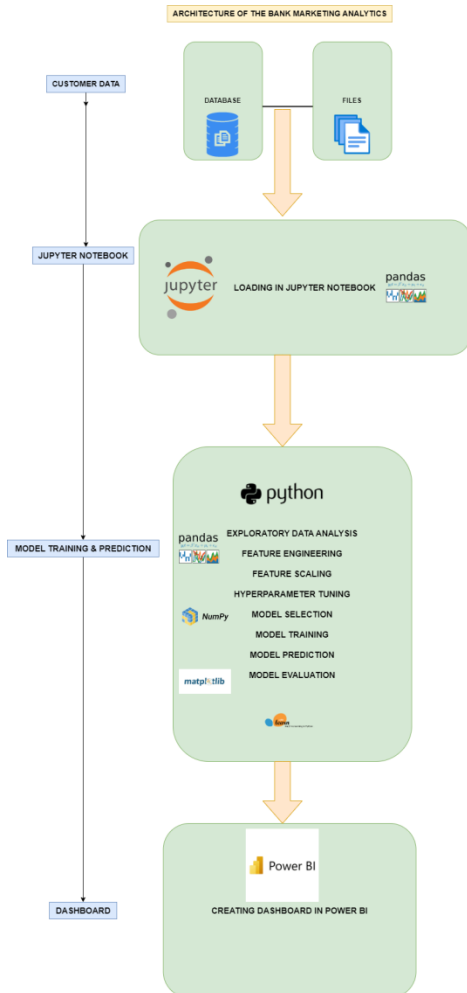 ARCHITECTURE OF THE BANK MARKETING ANALYTICS
CUSTOMER DATA
DATABASE
FILES
JUPYTER NOTEBOOK
jupyter
LOADING IN JUPYTER NOTEBOOK
pandas
python
MODEL TRAINING & PREDICTION
pandas
EXPLORATORY DATA ANALYSIS
FEATURE ENGINEERING
FEATURE SCALING
HYPERPARAMETER TUNING
NumPy
MODEL SELECTION
MODEL TRAINING
MODEL PREDICTION
matplotlib
MODEL EVALUATION
Power BI
DASHBOARD
CREATING DASHBOARD IN POWER BI